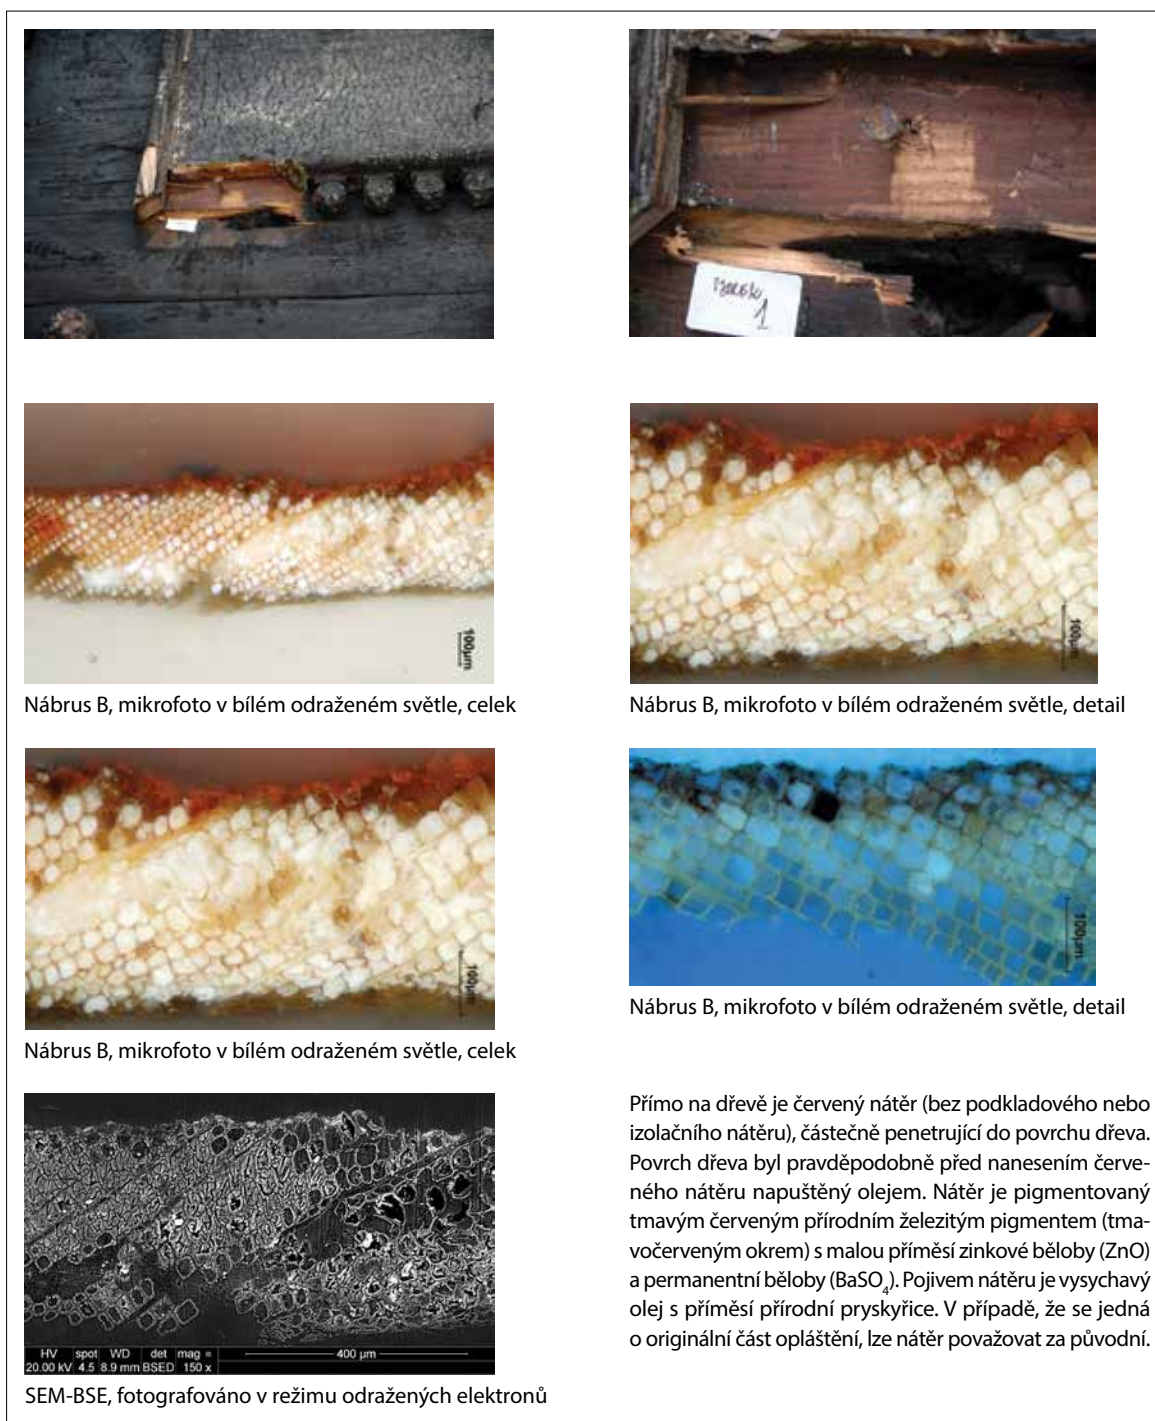 1
100µm
100µm
Nábrus B, mikrofoto v bílém odraženém světle, celek
Nábrus B, mikrofoto v bílém odraženém světle, detail
100µm
100µm
Nábrus B, mikrofoto v bílém odraženém světle, celek
Nábrus B, mikrofoto v bílém odraženém světle, detail
HV spot WD det mag = 400 µm
20.00 kV 4.5 8.9 mm BSED 150 x
SEM-BSE, fotografováno v režimu odražených elektronů
Přímo na dřevě je červený nátěr (bez podkladového nebo
izolačního nátěru), částečně penetrující do povrchu dřeva.
Povrch dřeva byl pravděpodobně před nanesením červe-
ného nátěru napuštěný olejem. Nátěr je pigmentovaný
tmavým červeným přírodním železitým pigmentem (tma-
vočerveným okrem) s malou příměsí zinkové běloby (ZnO)
a permanentní běloby (BaSO₄). Pojivem nátěru je vysychavý
olej s příměsí přírodní pryskyřice. V případě, že se jedná
o originální část opláštění, lze nátěr považovat za původní.